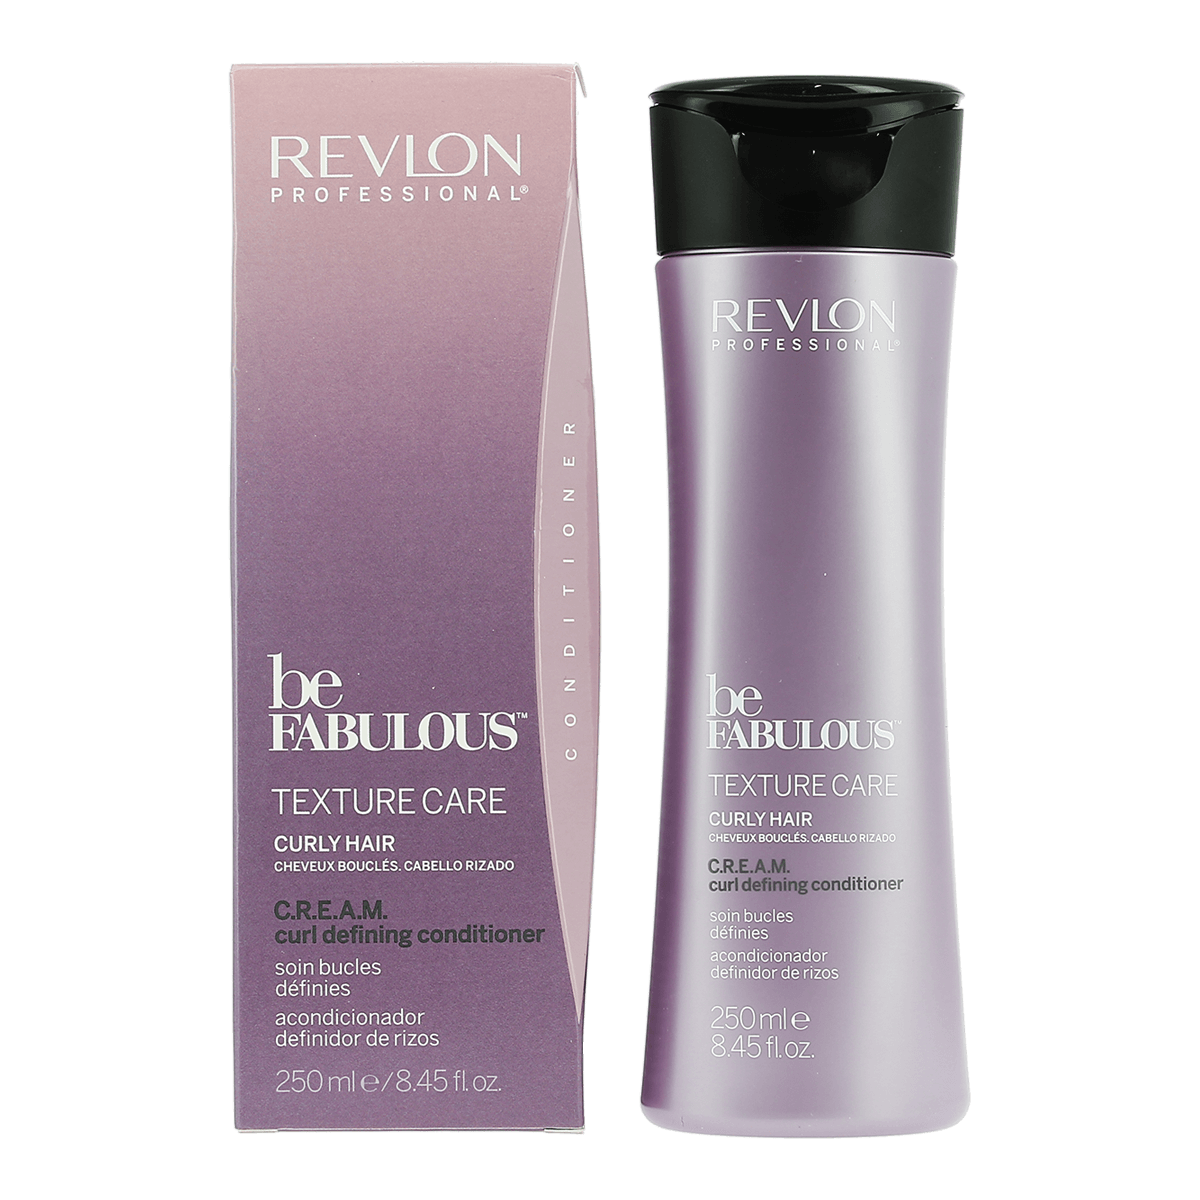 REVLON
PROFESSIONAL®
CONDITIONER
be
FABULOUS™
TEXTURE CARE
CURLY HAIR
CHEVEUX BOUCLÉS. CABELLO RIZADO
C.R.E.A.M.
curl defining conditioner
soin bucles
définies
acondicionador
definidor de rizos
250 ml e/8.45 fl. oz.
REVLON
PROFESSIONAL®
be
FABULOUS™
TEXTURE CARE
CURLY HAIR
CHEVEUX BOUCLÉS. CABELLO RIZADO
C.R.E.A.M.
curl defining conditioner
soin bucles
définies
acondicionador
definidor de rizos
250 ml e
8.45 fl. oz.